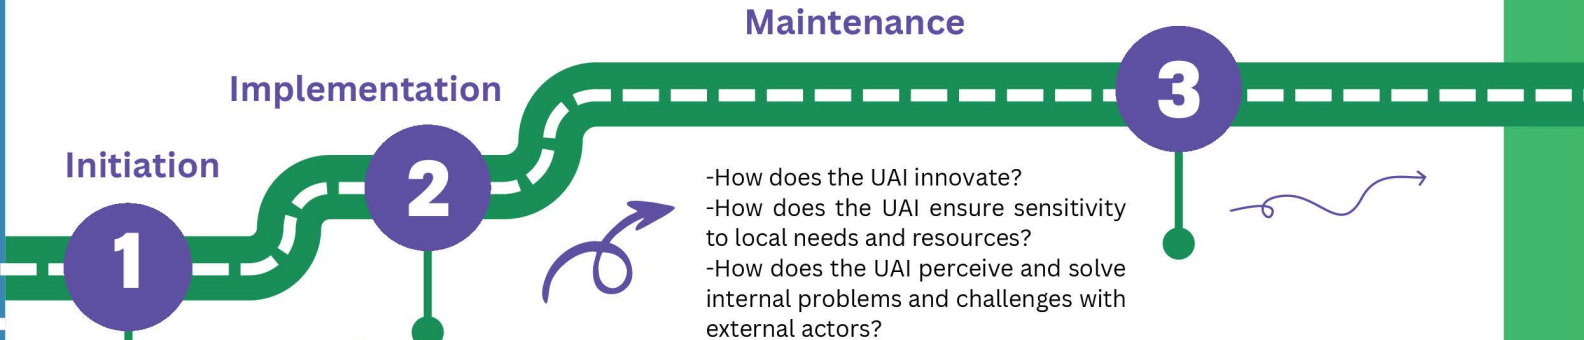 Maintenance
3
Implementation
2
Initiation
1
-How does the UAI innovate?
-How does the UAI ensure sensitivity
to local needs and resources?
-How does the UAI perceive and solve
internal problems and challenges with
external actors?